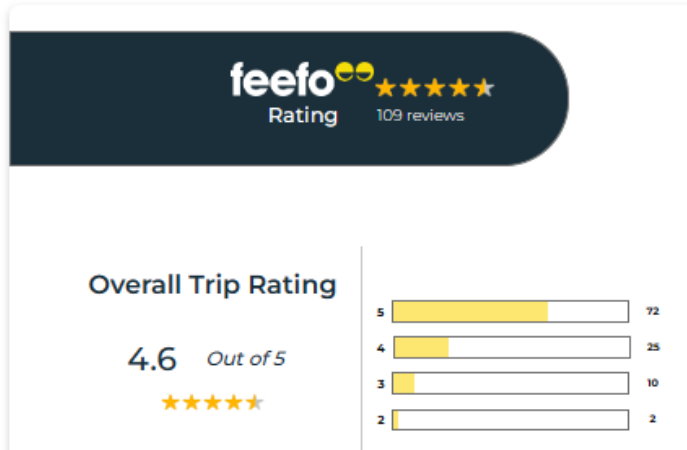 feefo
Rating
109 reviews
Overall Trip Rating
4.6 Out of 5
5 72
4 25
3 10
2 2